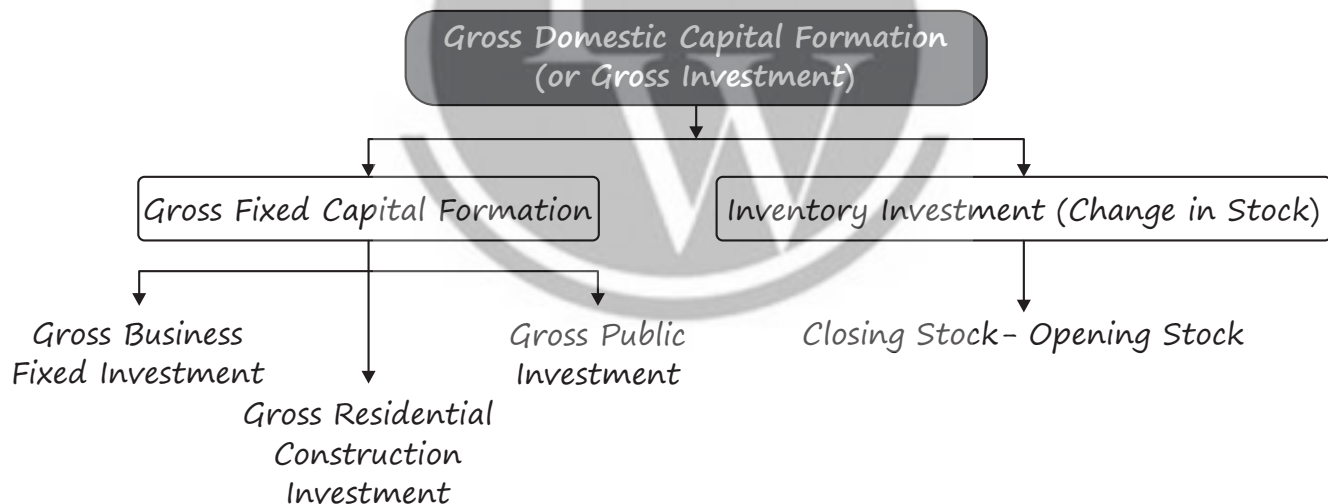 Gross Domestic Capital Formation
(or Gross Investment)
Gross Fixed Capital Formation
Inventory Investment (Change in Stock)
Gross Business
Fixed Investment
Gross Residential
Construction
Investment
Gross Public
Investment
Closing Stock- Opening Stock
W